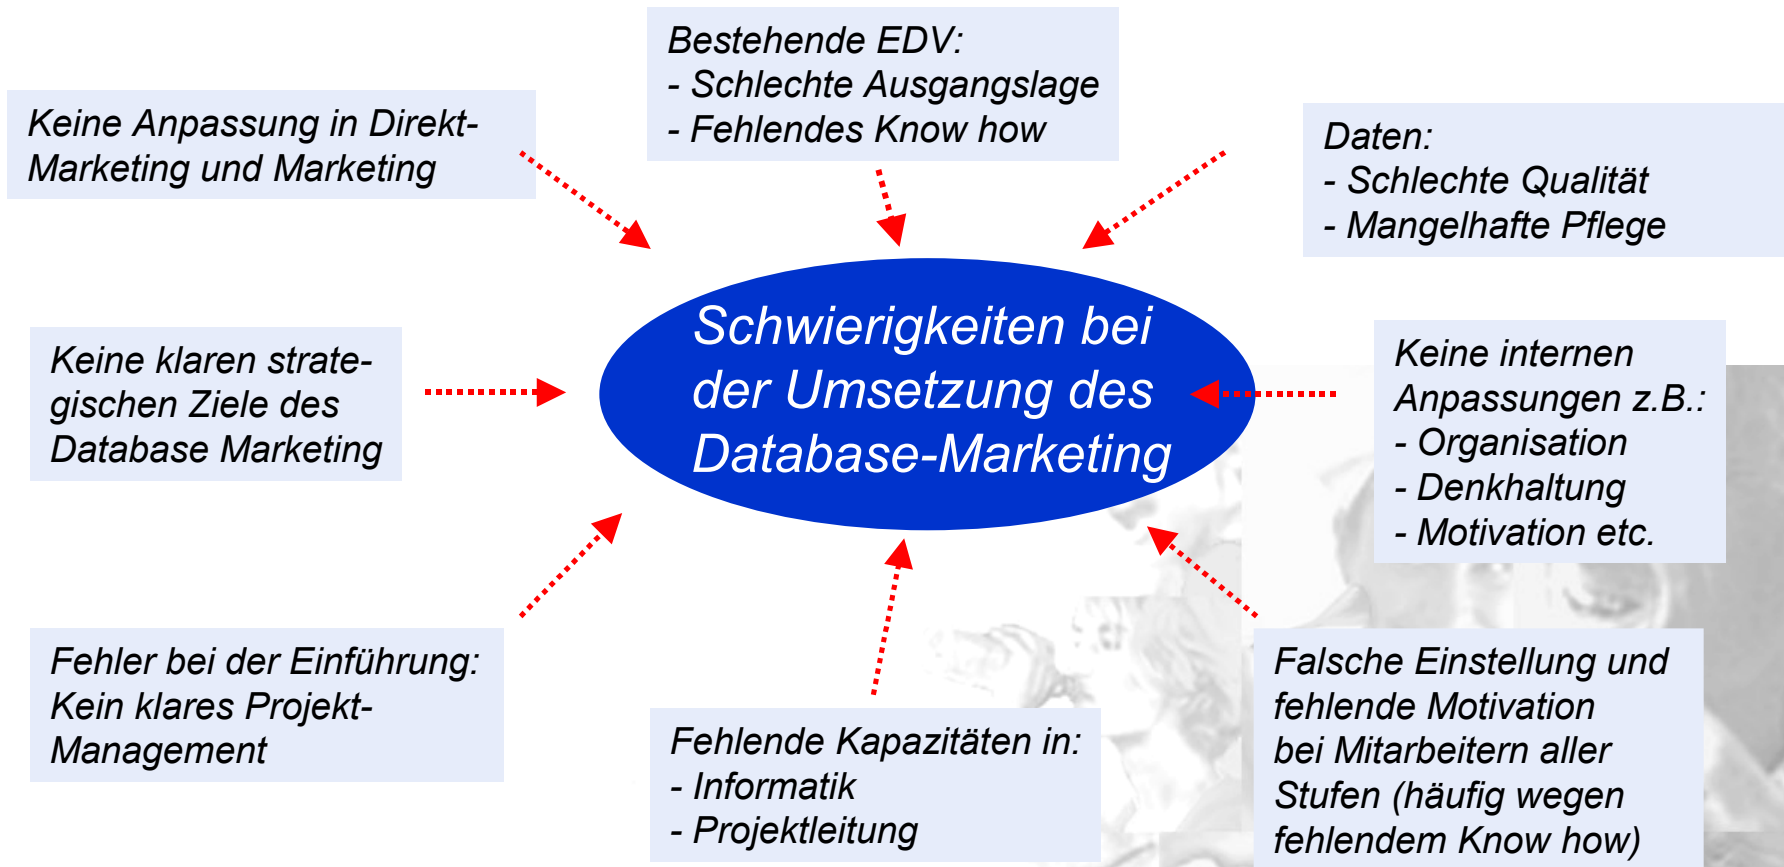 Bestehende EDV:
- Schlechte Ausgangslage
- Fehlendes Know how
Keine Anpassung in Direkt-
Marketing und Marketing
Daten:
- Schlechte Qualität
- Mangelhafte Pflege
Schwierigkeiten bei
der Umsetzung des
Database-Marketing
Keine klaren strate-
gischen Ziele des
Database Marketing
Keine internen
Anpassungen z.B.:
- Organisation
- Denkhaltung
- Motivation etc.
Fehler bei der Einführung:
Kein klares Projekt-
Management
Fehlende Kapazitäten in:
- Informatik
- Projektleitung
Falsche Einstellung und
fehlende Motivation
bei Mitarbeitern aller
Stufen (häufig wegen
fehlendem Know how)